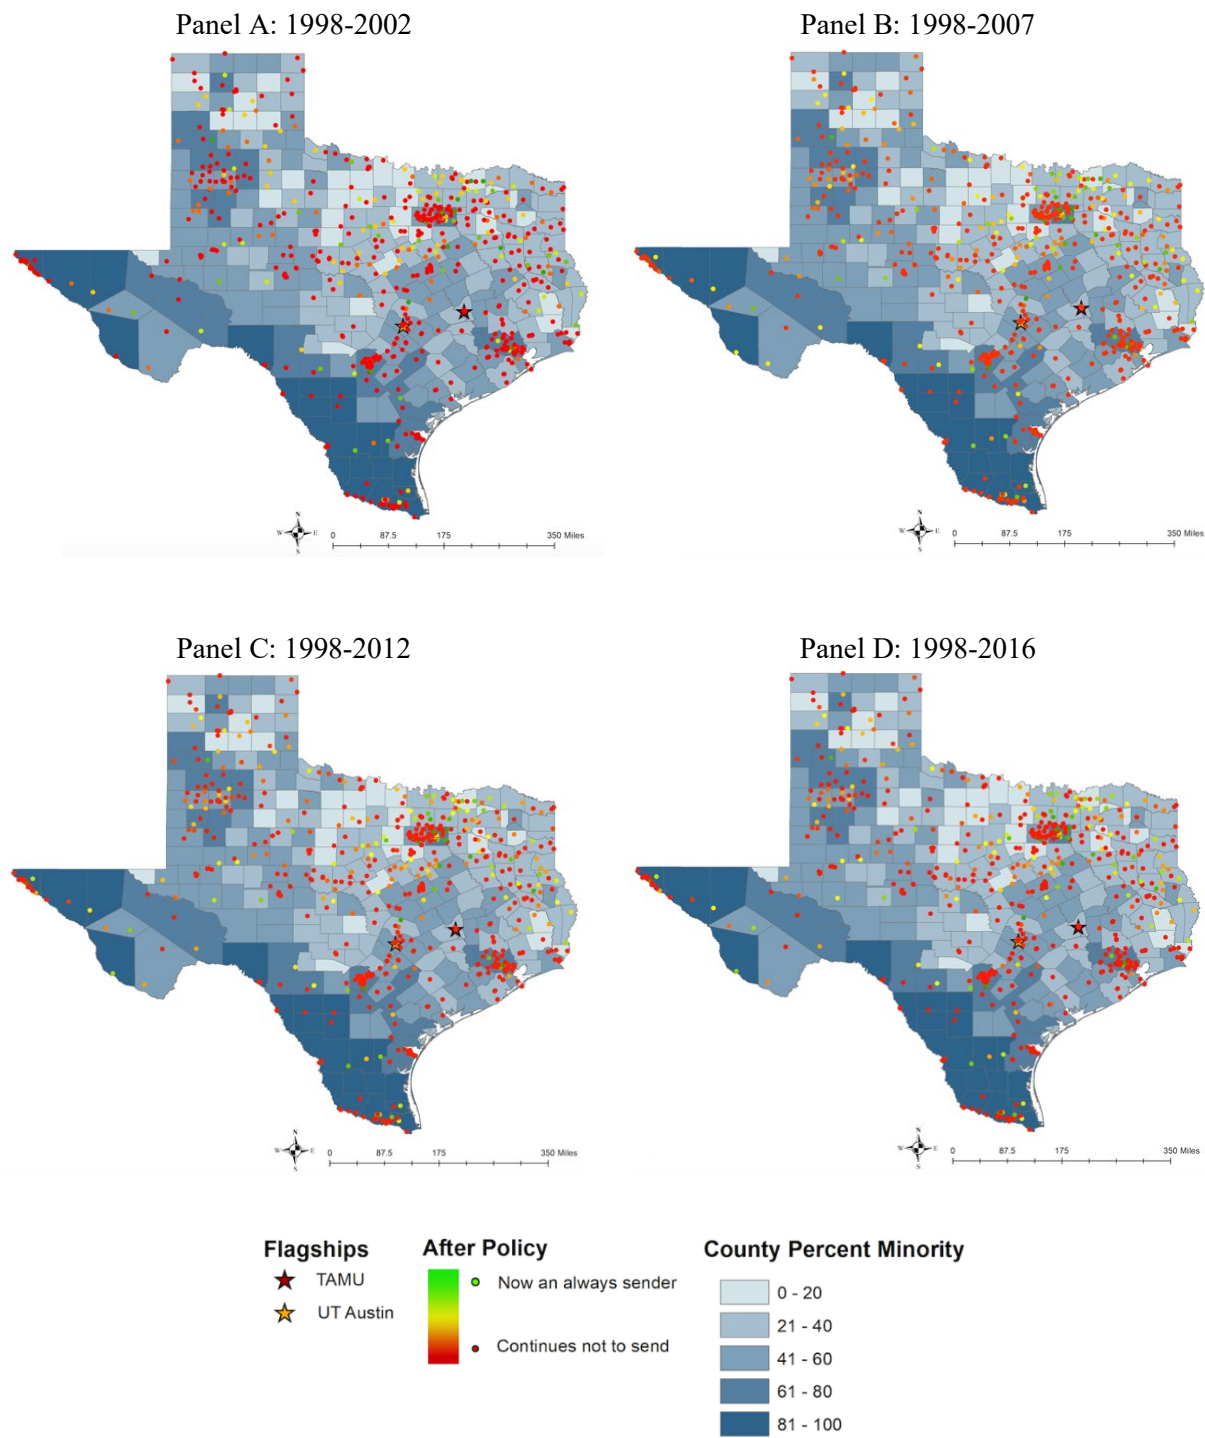 Panel A: 1998-2002
Panel B: 1998-2007
N
W E
S
0 87.5 175 350 Miles
N
W E
S
0 87.5 175 350 Miles
Panel C: 1998-2012
Panel D: 1998-2016
N
W E
S
0 87.5 175 350 Miles
N
W E
S
0 87.5 175 350 Miles
Flagships
TAMU
UT Austin
After Policy
Now an always sender
Continues not to send
County Percent Minority
0 - 20
21 - 40
41 - 60
61 - 80
81 - 100